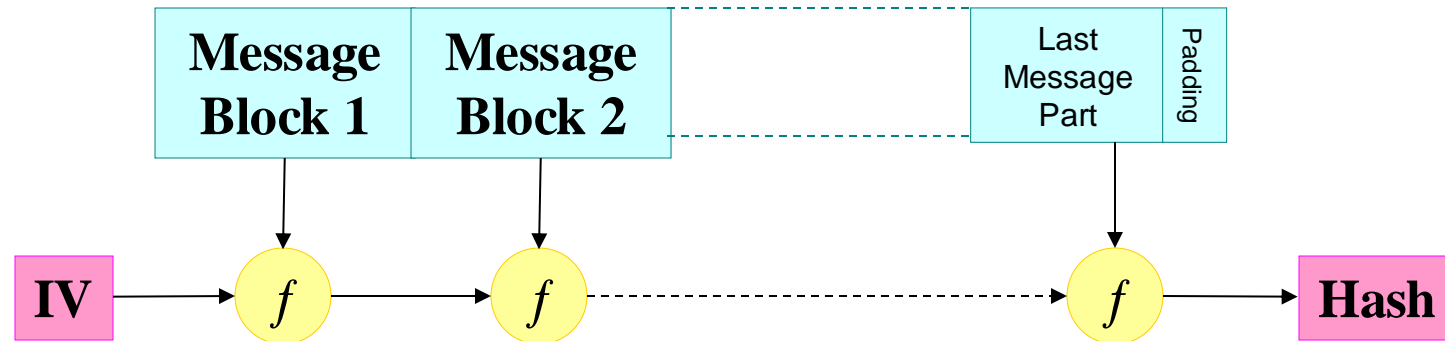 Message
Block 1
Message
Block 2
Last
Message
Part
Padding
IV
f
f
f
Hash